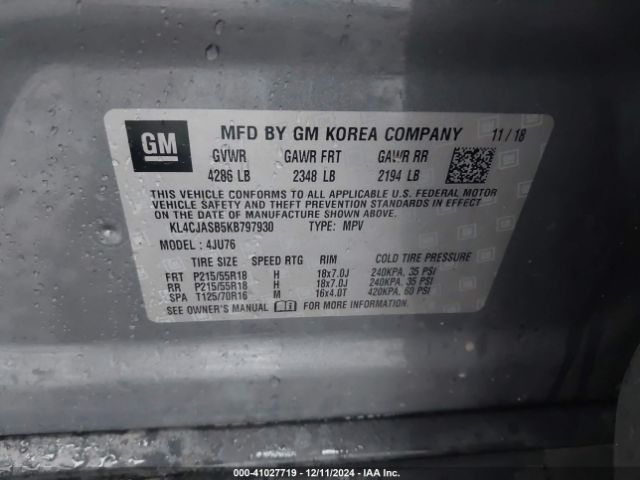 GM
MFD BY GM KOREA COMPANY 11 / 18
GVWR GAWR FRT GAWR RR
4286 LB 2348 LB 2194 LB
THIS VEHICLE CONFORMS TO ALL APPLICABLE U.S. FEDERAL MOTOR
VEHICLE SAFETY AND THEFT PREVENTION STANDARDS IN EFFECT ON
THE DATE OF MANUFACTURE SHOWN ABOVE.
KL4CJASB5KB797930 TYPE: MPV
MODEL : 4JU76
TIRE SIZE SPEED RTG RIM COLD TIRE PRESSURE
FRT P215/55R18 H 18x7.0J 240KPA, 35 PSI
RR P215/55R18 H 18x7.0J 240KPA, 35 PSI
SPA T125/70R16 M 16x4.0T 420KPA, 60 PSI
SEE OWNER'S MANUAL FOR MORE INFORMATION.
0-41027719 - 12/11/2024 - IAA Inc.